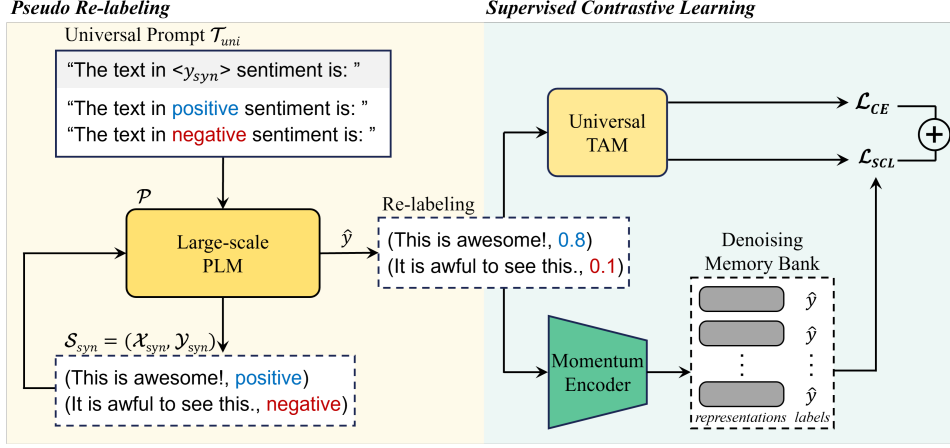 Pseudo Re-labeling
Supervised Contrastive Learning
Universal Prompt 𝒯uni
“The text in <ysyn> sentiment is: ”
“The text in positive sentiment is: ”
“The text in negative sentiment is: ”
𝒫
Large-scale
PLM
ŷ
Re-labeling
(This is awesome!, 0.8)
(It is awful to see this., 0.1)
𝒮syn = (𝒳syn, 𝒴syn)
(This is awesome!, positive)
(It is awful to see this., negative)
Universal
TAM
ℒCE
+
ℒSCL
Denoising
Memory Bank
Momentum
Encoder
ŷ
ŷ
⋮ ⋮
ŷ
representations labels